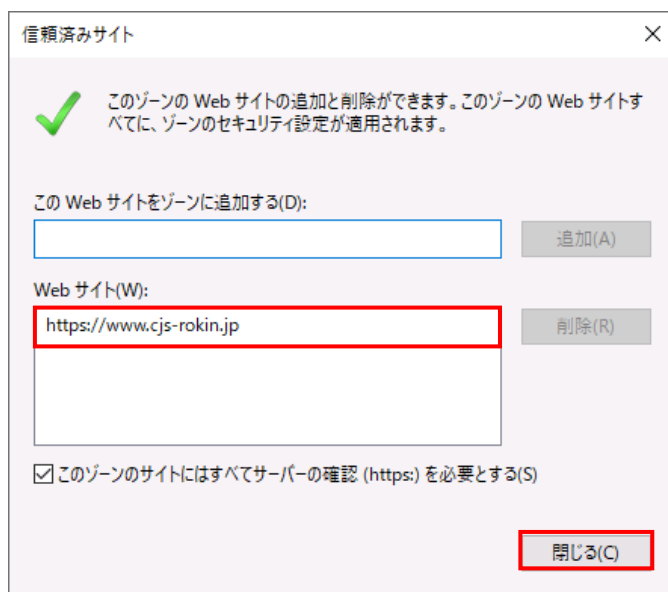 信頼済みサイト
このゾーンの Web サイトの追加と削除ができます。このゾーンの Web サイトす
べてに、ゾーンのセキュリティ設定が適用されます。
この Web サイトをゾーンに追加する(D):
追加(A)
Web サイト(W):
https://www.cjs-rokin.jp
削除(R)
このゾーンのサイトにはすべてサーバーの確認 (https:) を必要とする(S)
閉じる(C)